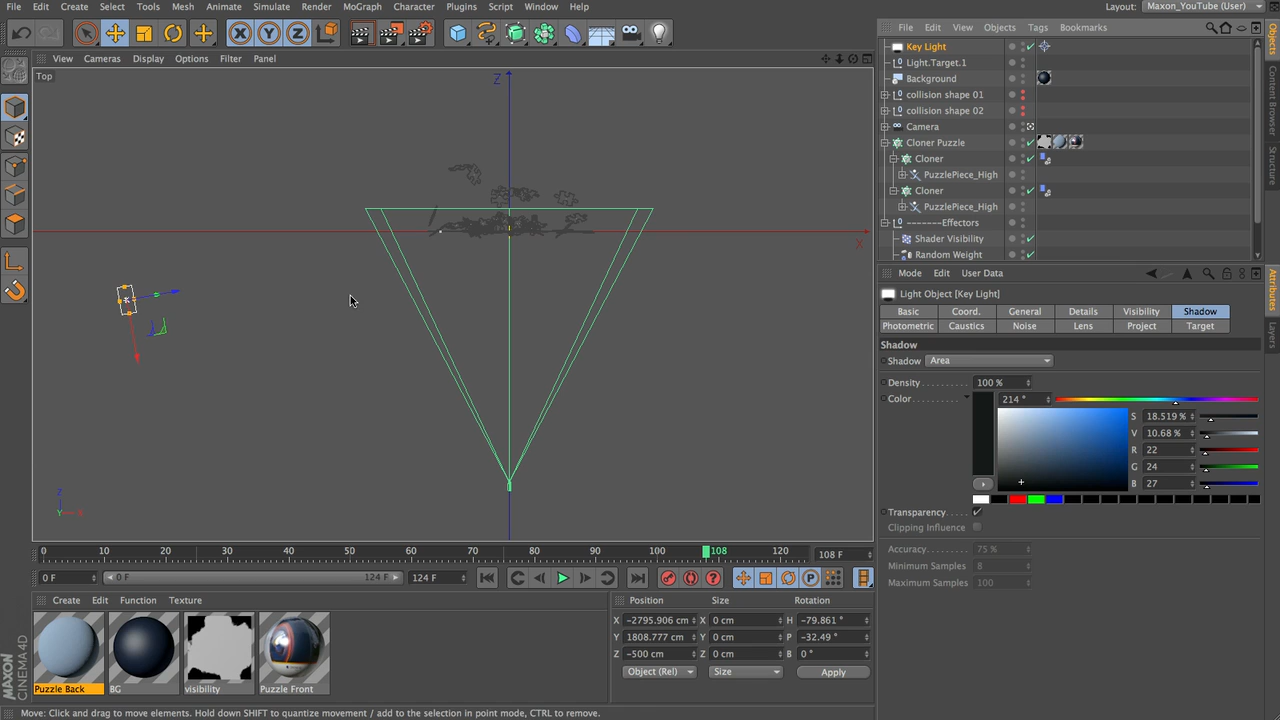 File Edit Create Select Tools Mesh Animate Simulate Render MoGraph Character Plugins Script Window Help Layout: Maxon_YouTube (User)
View Cameras Display Options Filter Panel
Top
Z
X
Z
Y X
File Edit View Objects Tags Bookmarks
Key Light
Light.Target.1
Background
collision shape 01
collision shape 02
Camera
Cloner Puzzle
Cloner
PuzzlePiece_High
Cloner
PuzzlePiece_High
-------Effectors
Shader Visibility
Random Weight
Objects
Content Browser
Structure
Mode Edit User Data
Light Object [Key Light]
Basic Coord. General Details Visibility Shadow
Photometric Caustics Noise Lens Project Target
Shadow
Shadow Area
Density 100 %
Color 214 ° S 18.519 %
V 10.68 %
R 22
G 24
B 27
Transparency
Clipping Influence
Accuracy 75 %
Minimum Samples 8
Maximum Samples 100
Attributes
Layers
0 10 20 30 40 50 60 70 80 90 100 108 120 108 F
0 F 0 F 124 F 124 F
Create Edit Function Texture
Puzzle Back BG visibility Puzzle Front
Position Size Rotation
X -2795.906 cm X 0 cm H -79.861 °
Y 1808.777 cm Y 0 cm P -32.49 °
Z -500 cm Z 0 cm B 0 °
Object (Rel) Size Apply
MAXON
CINEMA 4D
Move: Click and drag to move elements. Hold down SHIFT to quantize movement / add to the selection in point mode, CTRL to remove.